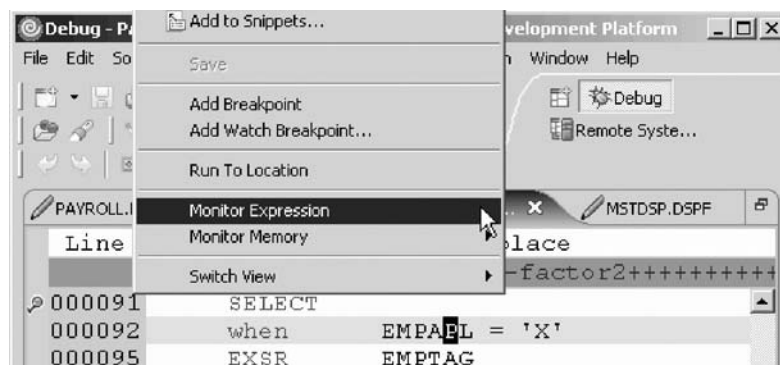 Debug - PA
velopment Platform
File Edit So
Window Help
Add to Snippets...
Save
Add Breakpoint
Add Watch Breakpoint...
Run To Location
Monitor Expression
Monitor Memory
Switch View
Debug
Remote Syste...
PAYROLL.
MSTDSP.DSPF
Line
place
-factor2++++++++++
000091 SELECT
000092 when EMPAPL = 'X'
000095 EXSR EMPTAG